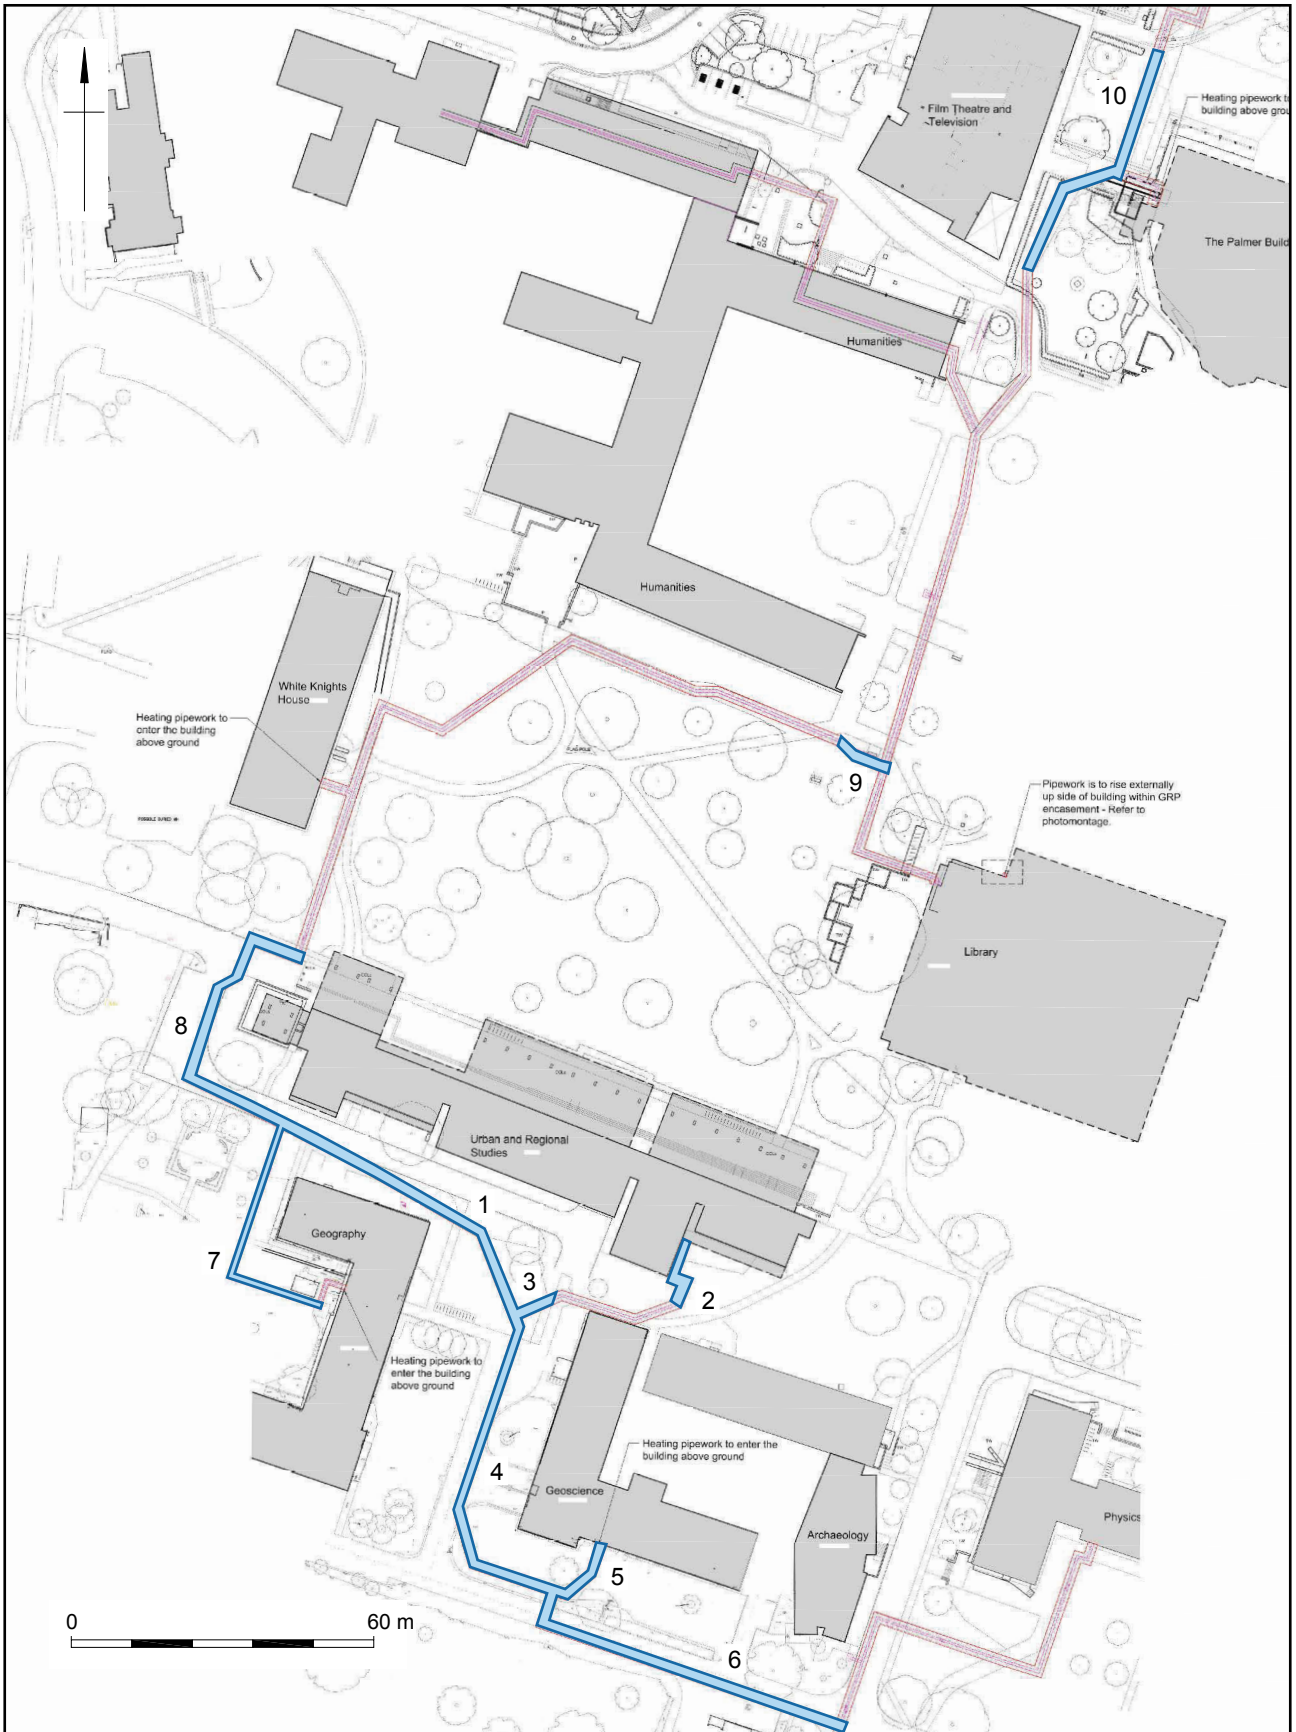 10
Heating pipework to
building above grou
Film Theatre and
Television
The Palmer Build
Humanities
Humanities
White Knights
House
Heating pipework to
enter the building
above ground
9
Pipework is to rise externally
up side of building within GRP
encasement - Refer to
photomontage.
Library
8
Urban and Regional
Studies
1
Geography
7
3
2
Heating pipework to
enter the building
above ground
4
Heating pipework to enter the
building above ground
Geoscience
Archaeology
Physics
5
0
60 m
6